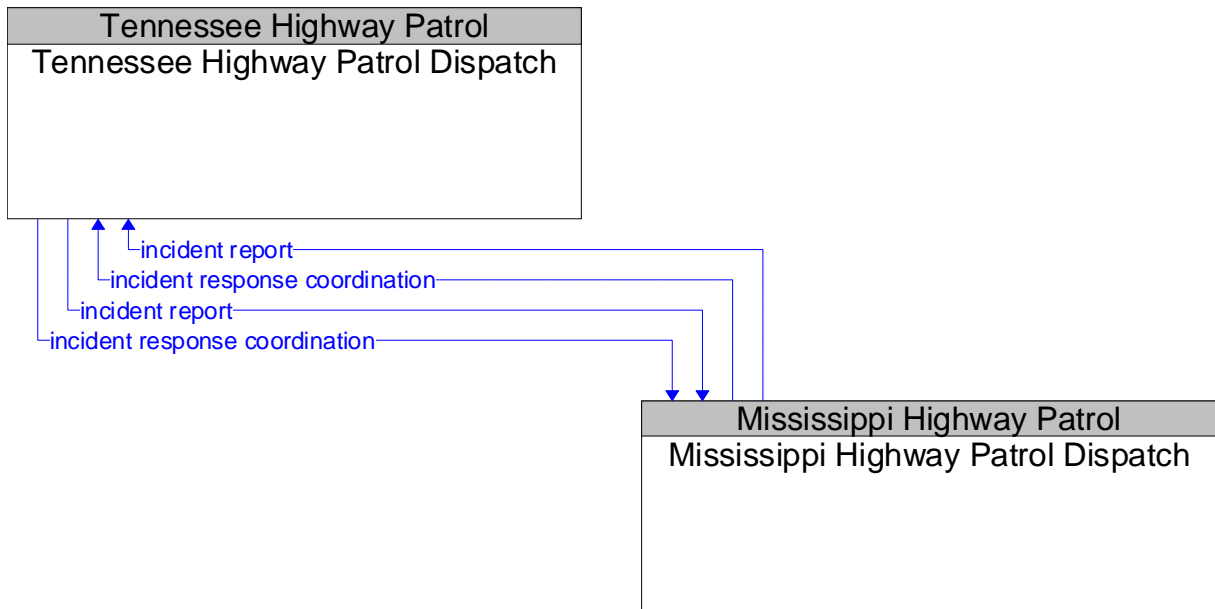 Tennessee Highway Patrol
Tennessee Highway Patrol Dispatch
incident report
incident response coordination
incident report
incident response coordination
Mississippi Highway Patrol
Mississippi Highway Patrol Dispatch